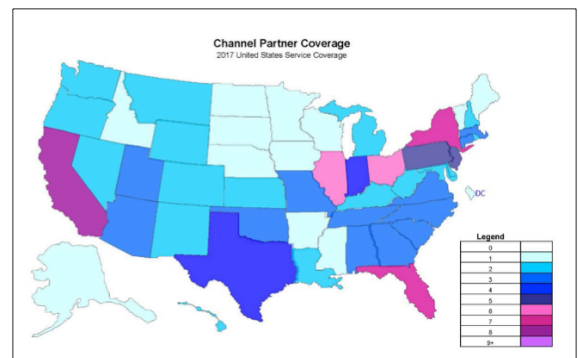 Channel Partner Coverage
2017 United States Service Coverage
DC
Legend
0
1
2
3
4
5
6
7
8
9+